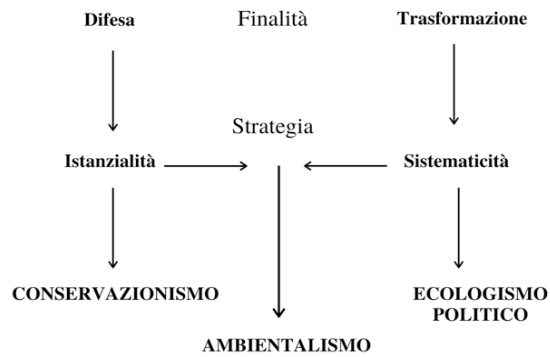 Difesa Finalità Trasformazione
Strategia
Istanzialità Sistematicità
CONSERVAZIONISMO ECOLOGISMO
POLITICO
AMBIENTALISMO